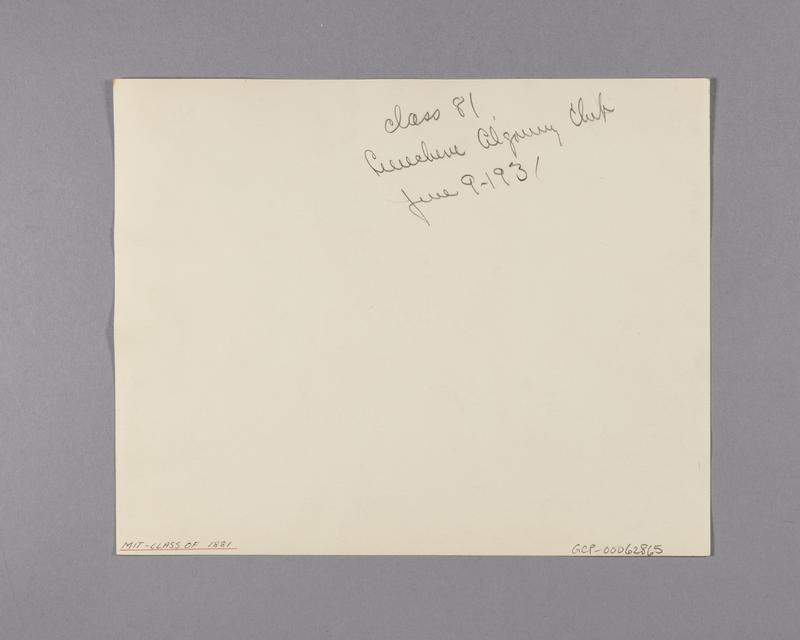 Class 81
Luncheon Algonquin Club
June 9-1931
MIT-CLASS OF 1881
GCP-00062865